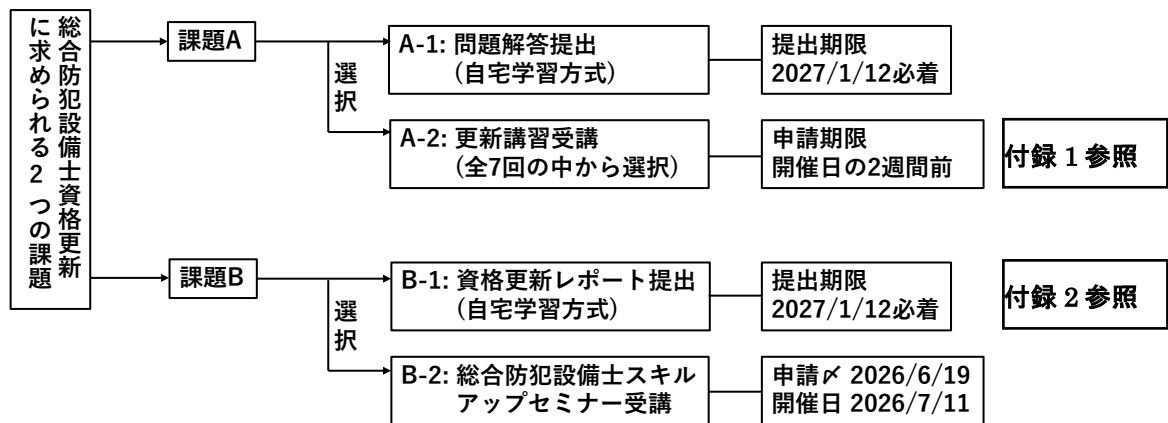 総合防犯設備士資格更新
に求められる2つの課題
課題A
選択
A-1: 問題解答提出
(自宅学習方式)
提出期限
2027/1/12必着
A-2: 更新講習受講
(全7回の中から選択)
申請期限
開催日の2週間前
付録1参照
課題B
選択
B-1: 資格更新レポート提出
(自宅学習方式)
提出期限
2027/1/12必着
付録2参照
B-2: 総合防犯設備士スキル
アップセミナー受講
申請〆 2026/6/19
開催日 2026/7/11